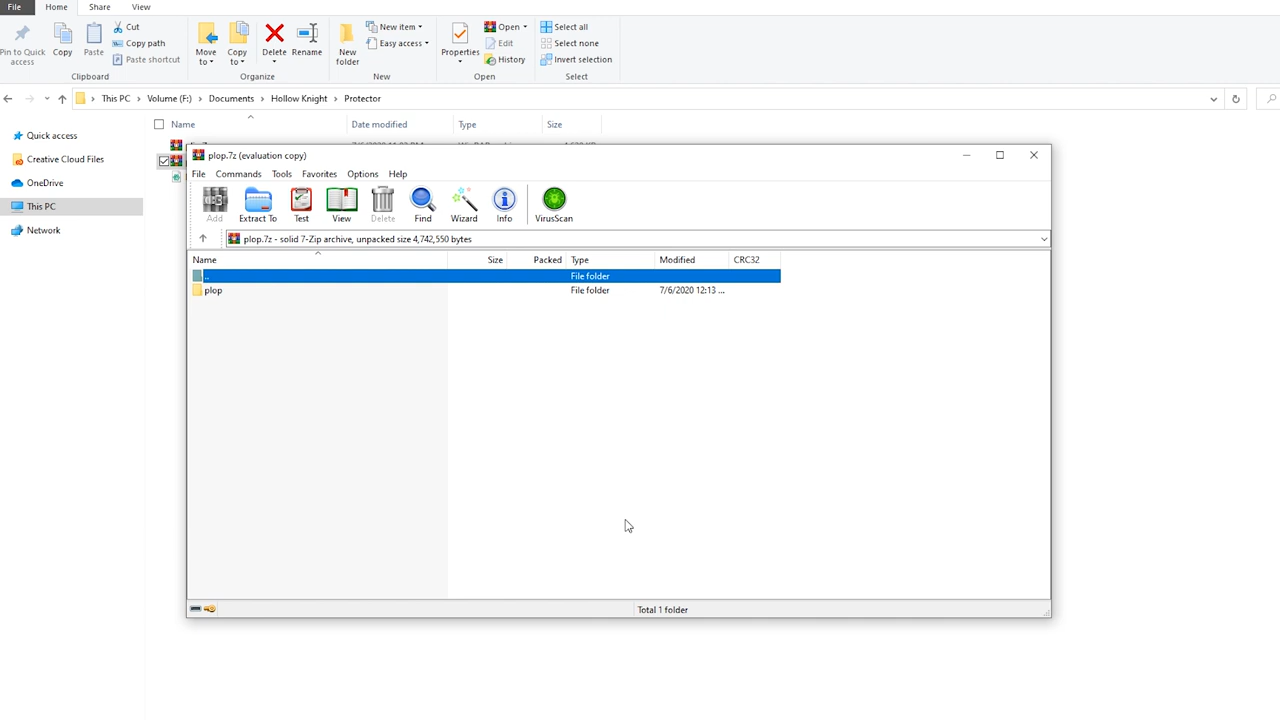 File Home Share View
Pin to Quick access
Copy
Paste
Cut
Copy path
Paste shortcut
Clipboard
Move to
Copy to
Delete
Rename
Organize
New folder
New item
Easy access
New
Properties
Open
Edit
History
Open
Select all
Select none
Invert selection
Select
This PC > Volume (F:) > Documents > Hollow Knight > Protector
Name Date modified Type Size
Quick access
Creative Cloud Files
OneDrive
This PC
Network
plop.7z (evaluation copy)
File Commands Tools Favorites Options Help
Add Extract To Test View Delete Find Wizard Info VirusScan
plop.7z - solid 7-Zip archive, unpacked size 4,742,550 bytes
Name Size Packed Type Modified CRC32
.. File folder
plop File folder 7/6/2020 12:13 ...
Total 1 folder